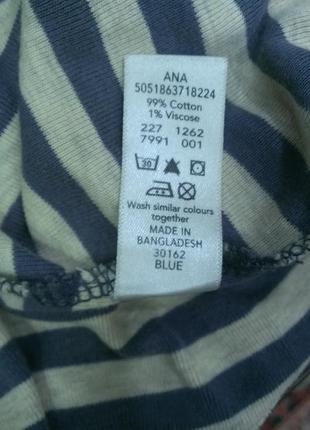 ANA
5051863718224
99% Cotton
1% Viscose
227 1262
7991 001
30
Wash similar colours
together
MADE IN
BANGLADESH
30162
BLUE